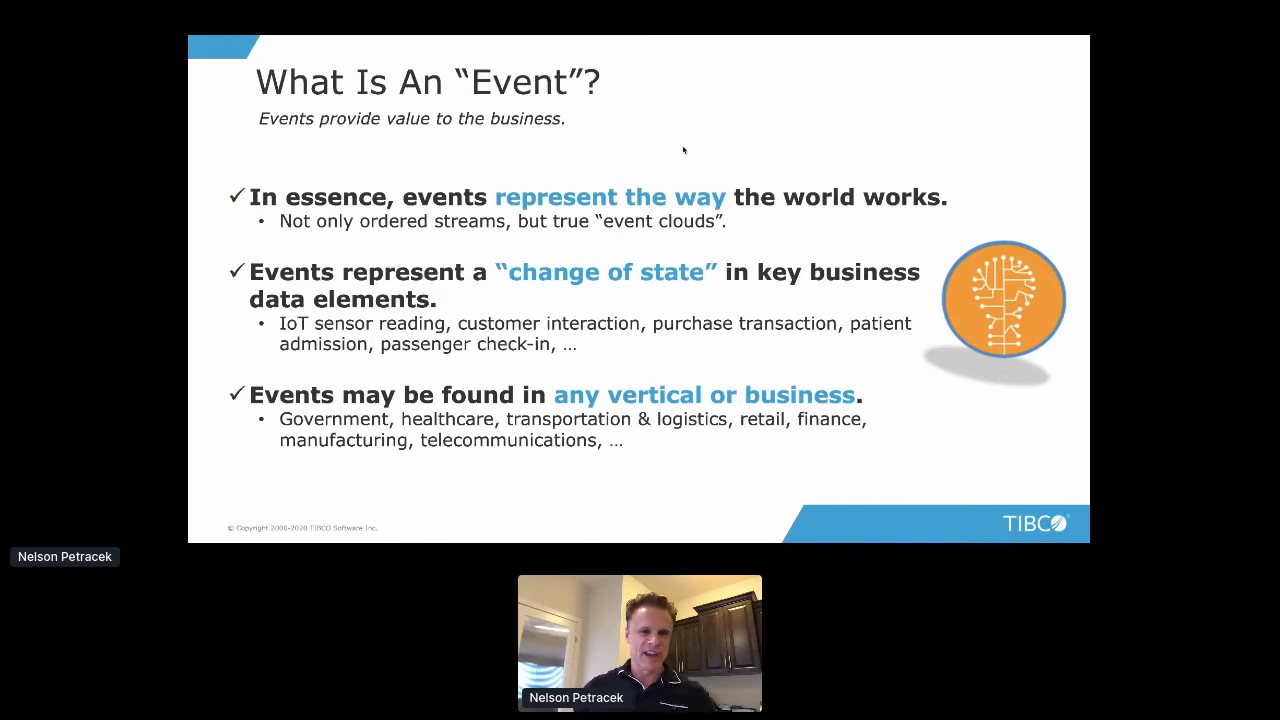 What Is An “Event”?
Events provide value to the business.
✓ In essence, events represent the way the world works.
• Not only ordered streams, but true “event clouds”.
✓ Events represent a “change of state” in key business
data elements.
• IoT sensor reading, customer interaction, purchase transaction, patient
admission, passenger check-in, ...
✓ Events may be found in any vertical or business.
• Government, healthcare, transportation & logistics, retail, finance,
manufacturing, telecommunications, ...
© Copyright 2000-2020 TIBCO Software Inc.
TIBCO®
Nelson Petracek
Nelson Petracek